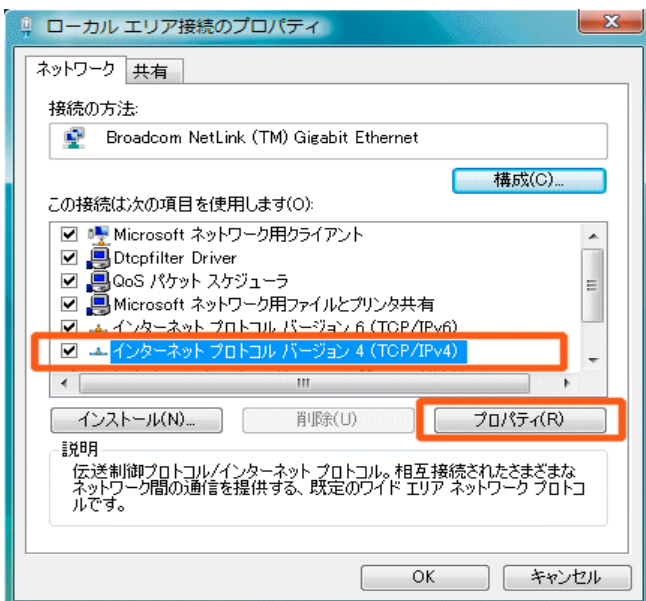 ローカル エリア接続のプロパティ
ネットワーク 共有
接続の方法:
Broadcom NetLink (TM) Gigabit Ethernet
構成(C)...
この接続は次の項目を使用します(O):
Microsoft ネットワーク用クライアント
Dtcpfilter Driver
QoS パケット スケジューラ
Microsoft ネットワーク用ファイルとプリンタ共有
インターネット プロトコル バージョン 6 (TCP/IPv6)
インターネット プロトコル バージョン 4 (TCP/IPv4)
インストール(N)... 削除(U) プロパティ(R)
説明
伝送制御プロトコル/インターネット プロトコル。相互接続されたさまざまな
ネットワーク間の通信を提供する、既定のワイド エリア ネットワーク プロトコ
ルです。
OK キャンセル